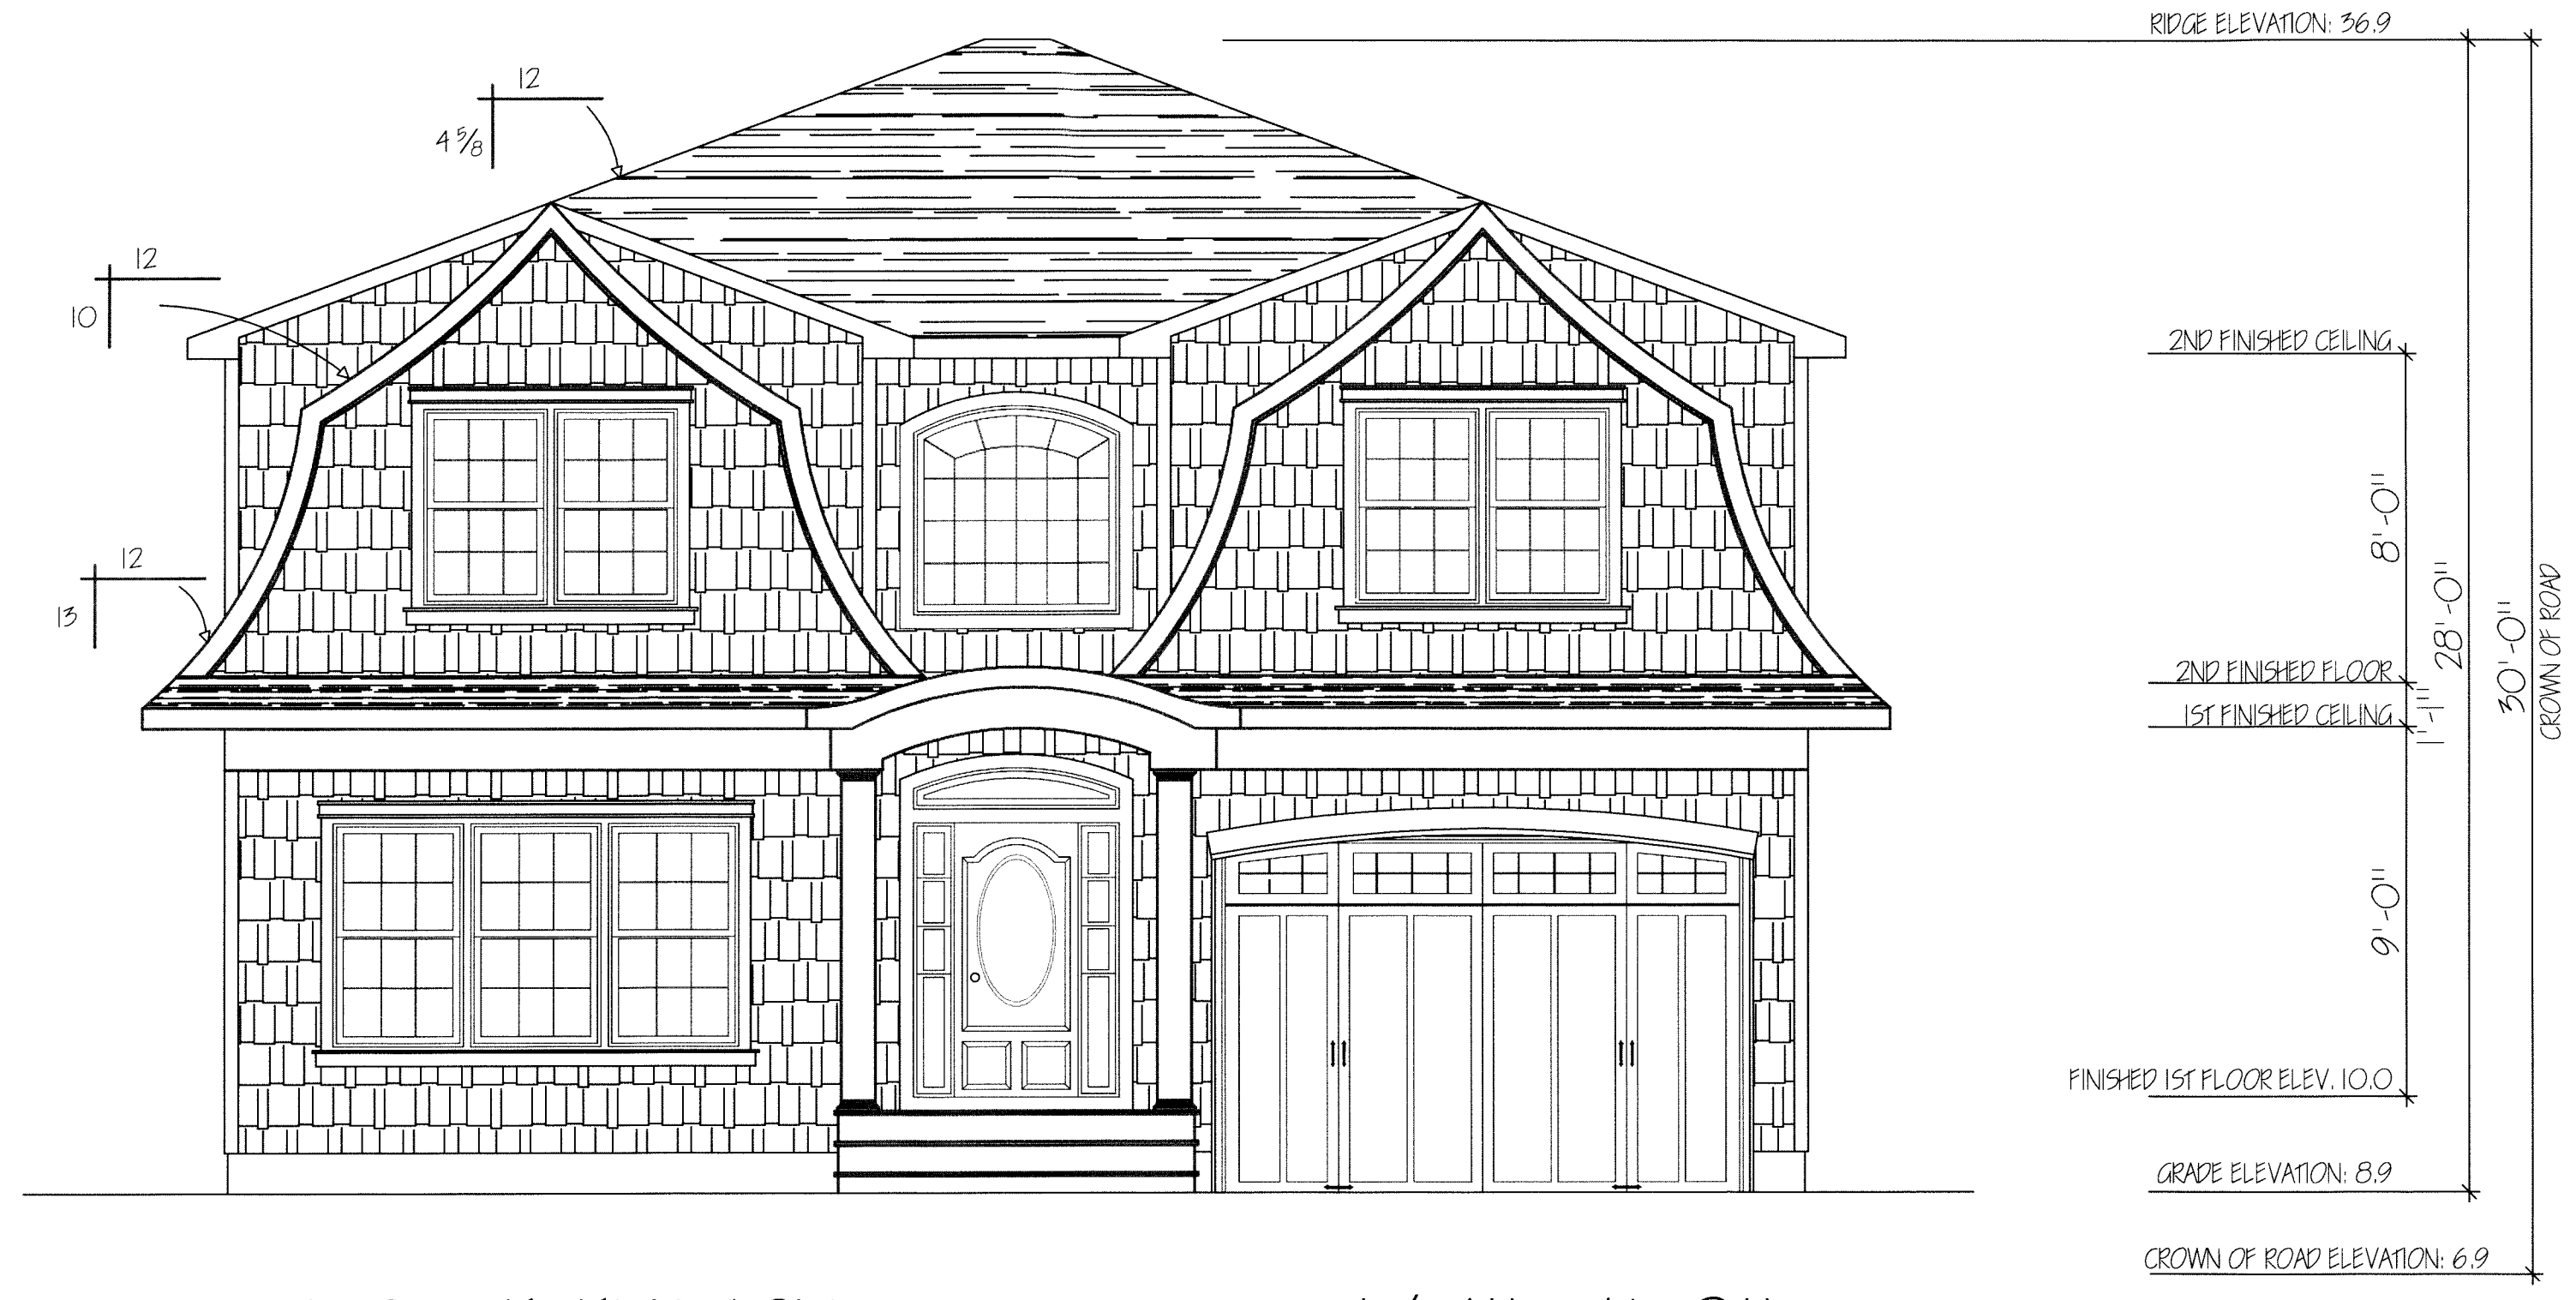 RIDGE ELEVATION: 36.9
12
4 5/8
12
10
2ND FINISHED CEILING
8'-0"
12
13
28'-0"
30'-0"
CROWN OF ROAD
2ND FINISHED FLOOR
1'-11"
1ST FINISHED CEILING
9'-0"
FINISHED 1ST FLOOR ELEV. 10.0
GRADE ELEVATION: 8.9
CROWN OF ROAD ELEVATION: 6.9